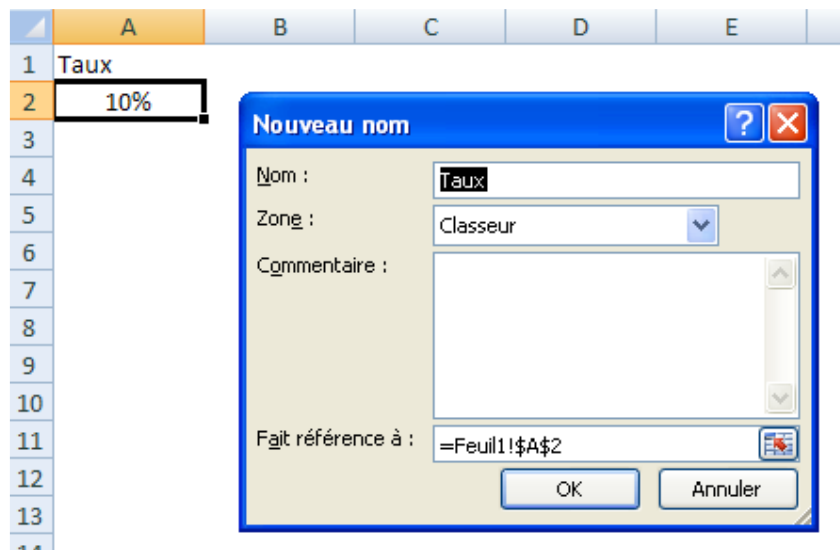 A B C D E
1 Taux
2 10%
3
4
5
6
7
8
9
10
11
12
13
14
Nouveau nom ?
Nom : Taux
Zone : Classeur
Commentaire :
Fait référence à : =Feuil1!$A$2
OK Annuler